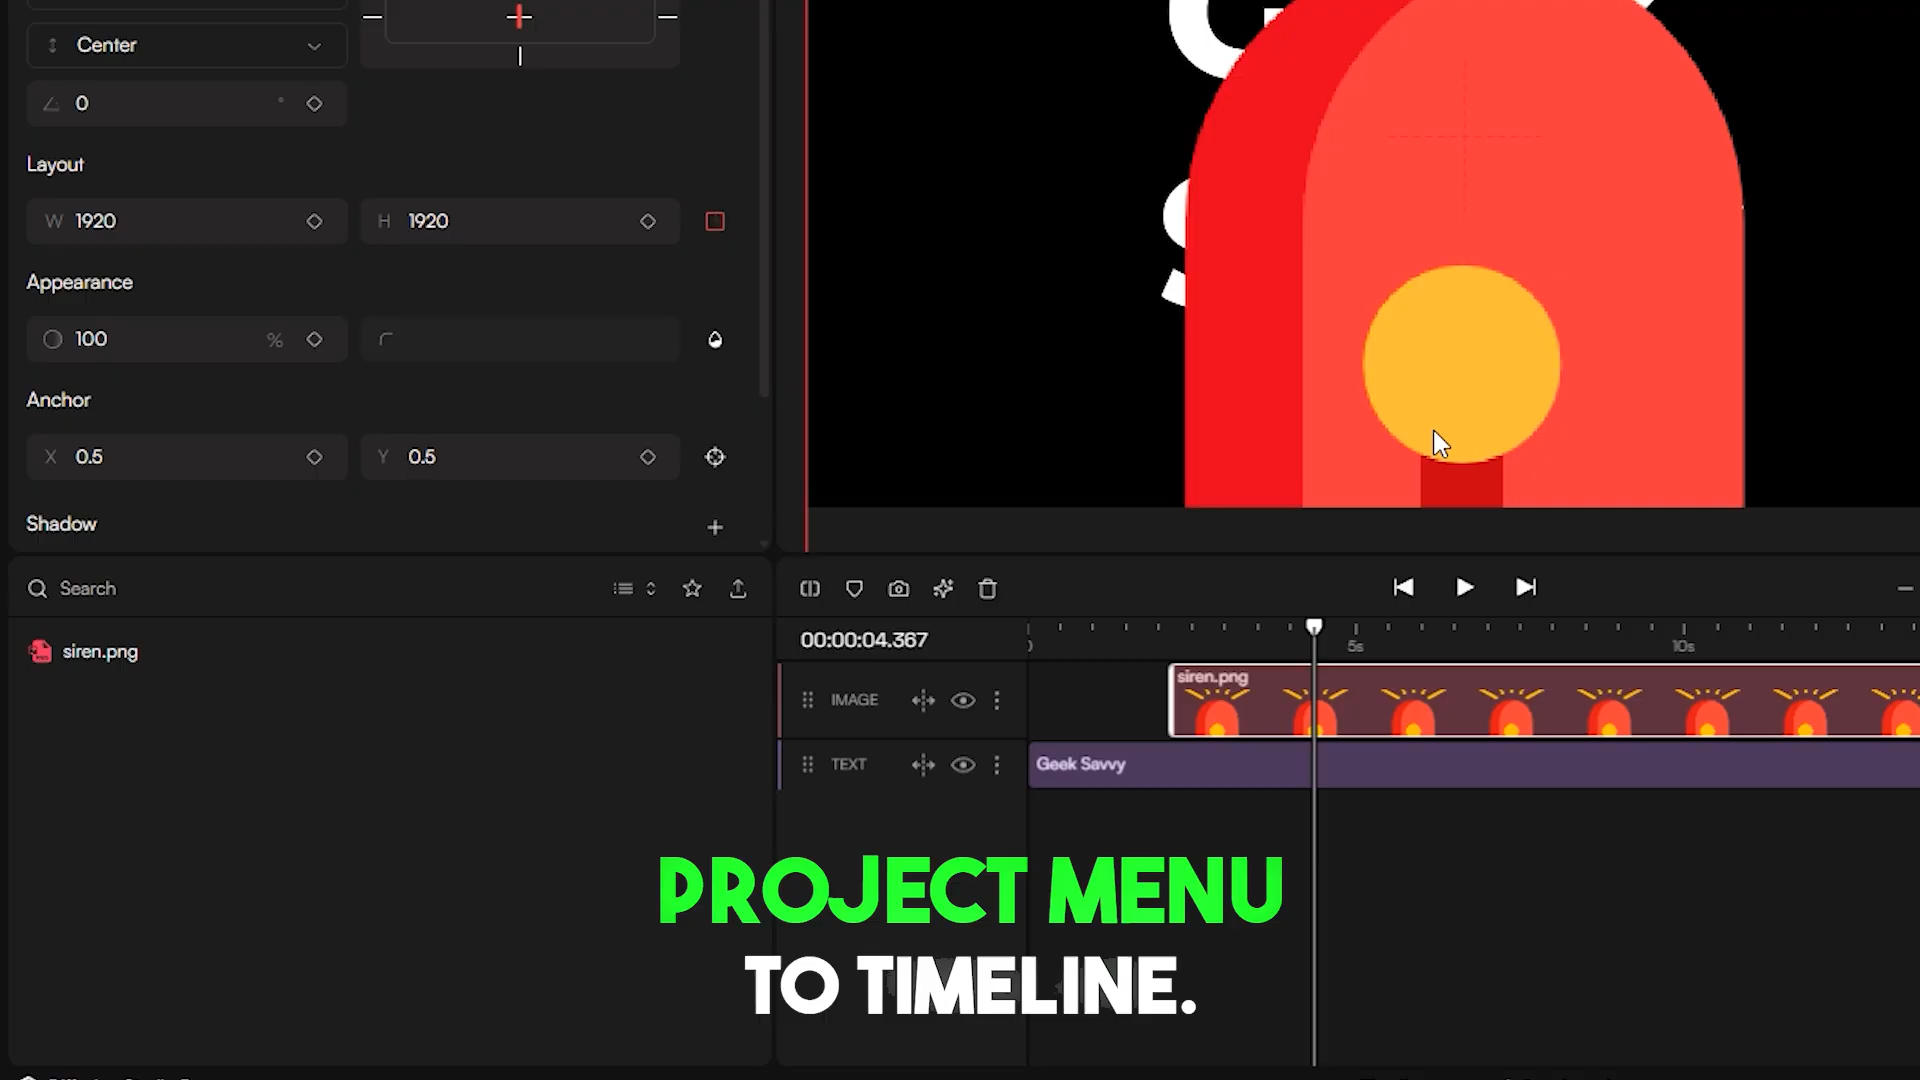 Center
0 °
Layout
W 1920 H 1920
Appearance
100 %
Anchor
X 0.5 Y 0.5
Shadow
Search
siren.png
00:00:04.367
5s 10s
siren.png
IMAGE
TEXT
Geek Savvy
PROJECT MENU
TO TIMELINE.